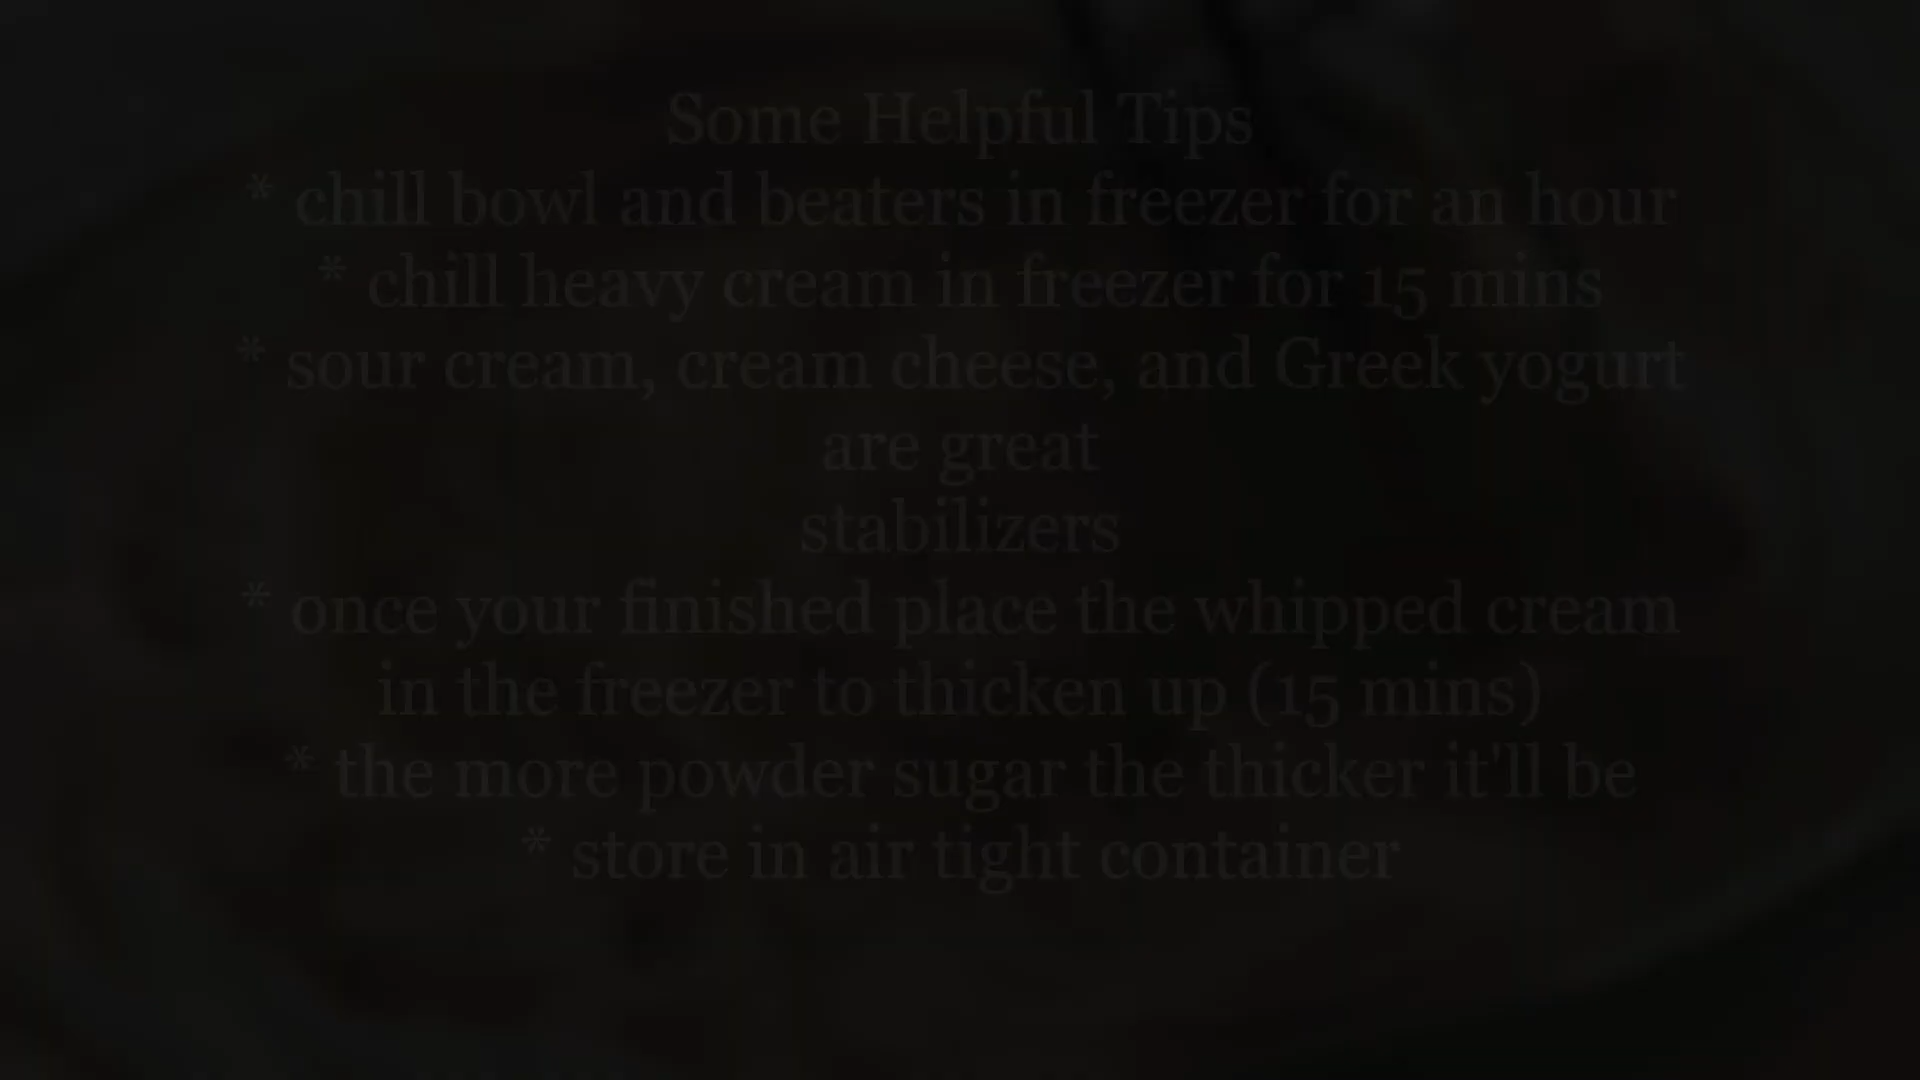 Some Helpful Tips
* chill bowl and beaters in freezer for an hour
* chill heavy cream in freezer for 15 mins
* sour cream, cream cheese, and Greek yogurt
are great
stabilizers
* once your finished place the whipped cream
in the freezer to thicken up (15 mins)
* the more powder sugar the thicker it'll be
* store in air tight container